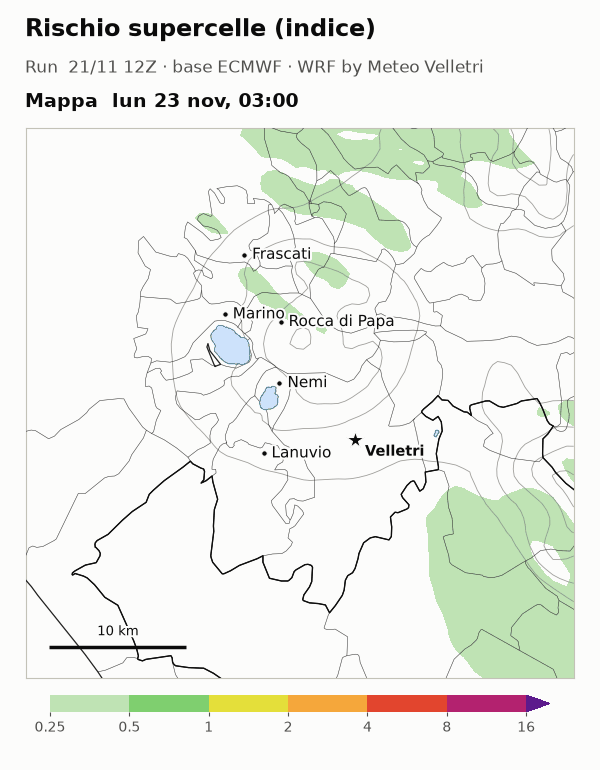 Rischio supercelle (indice)
Run  21/11 12Z · base ECMWF · WRF by Meteo Velletri
Mappa  lun 23 nov, 03:00
Frascati
Marino
Rocca di Papa
Nemi
Velletri
Lanuvio
10 km
0.25 0.5 1 2 4 8 16